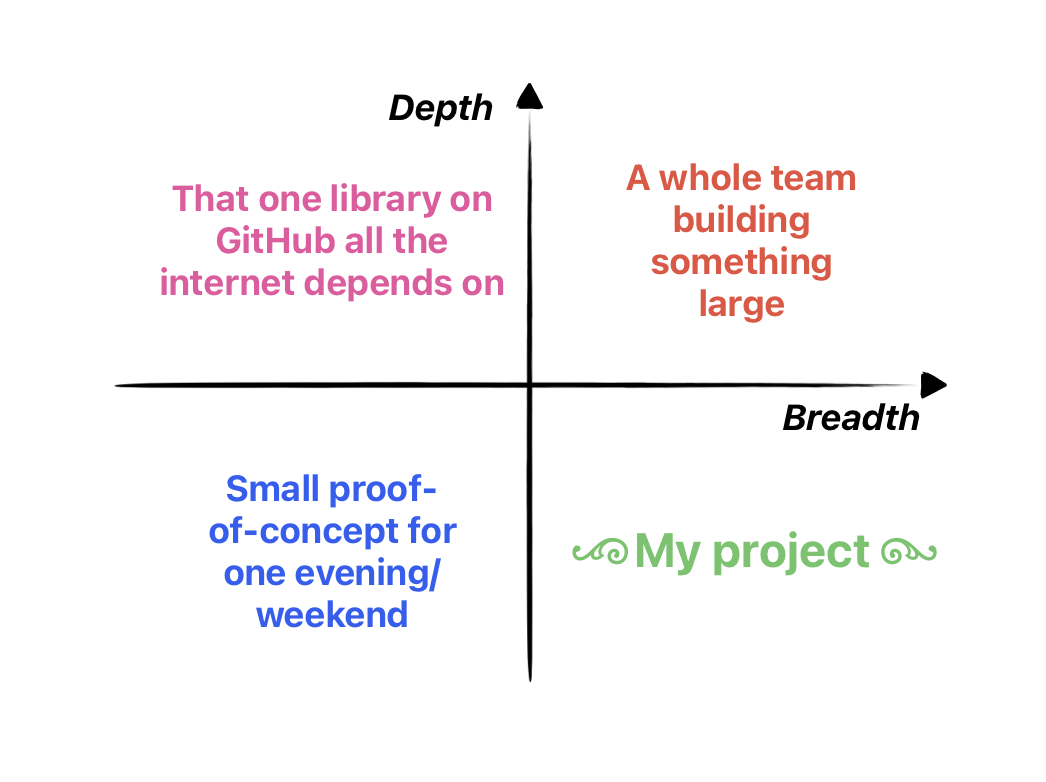 Depth
That one library on
GitHub all the
internet depends on
A whole team
building
something
large
Breadth
Small proof-
of-concept for
one evening/
weekend
My project